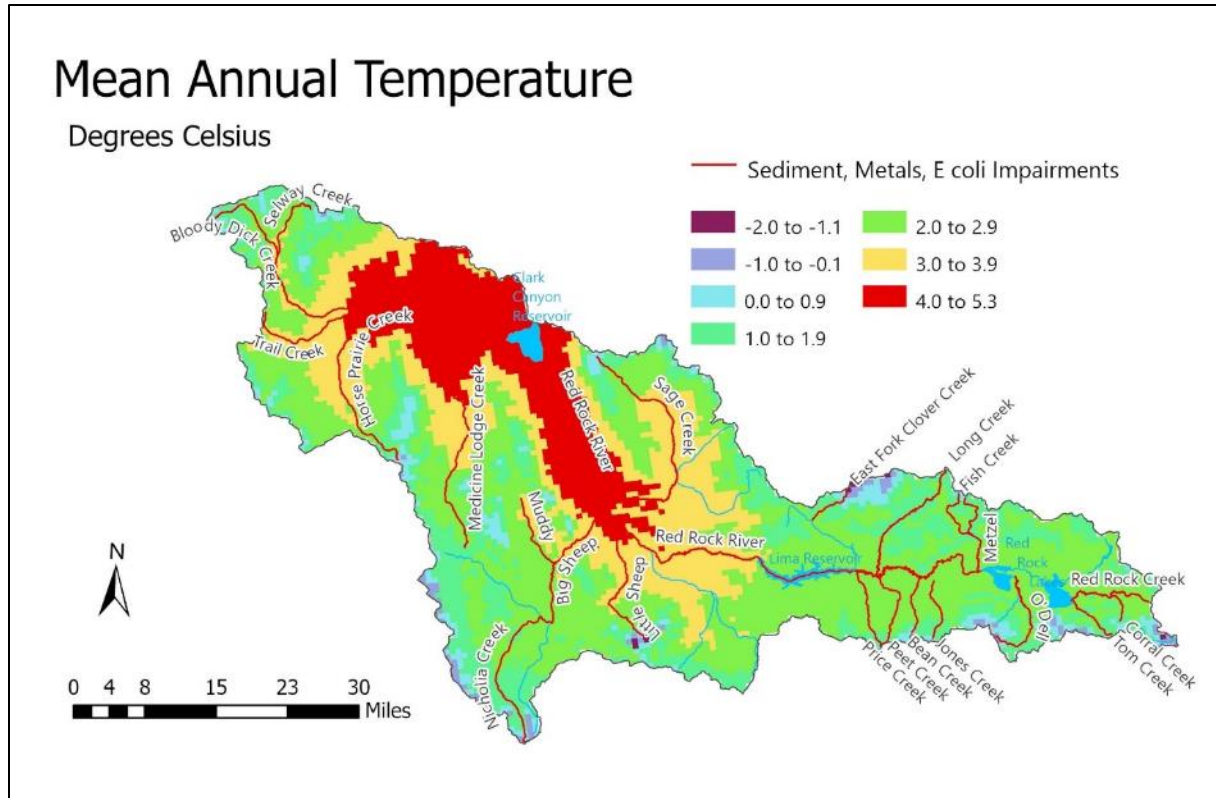 Mean Annual Temperature
Degrees Celsius
Sediment, Metals, E coli Impairments
-2.0 to -1.1
-1.0 to -0.1
0.0 to 0.9
1.0 to 1.9
2.0 to 2.9
3.0 to 3.9
4.0 to 5.3
Selway Creek
Bloody Dick Creek
Trail Creek
Horse Prairie Creek
Clark
Canyon
Reservoir
Medicine Lodge Creek
Red Rock River
Sage Creek
Muddy
Big Sheep
Little Sheep
Nicholia Creek
Red Rock River
Lima Reservoir
East Fork Clover Creek
Long Creek
Fish Creek
Metzel
Red
Rock
O'Dell
Red Rock Creek
Corral Creek
Tom Creek
Jones Creek
Bean Creek
Peet Creek
Price Creek
N
0 4 8 15 23 30
Miles